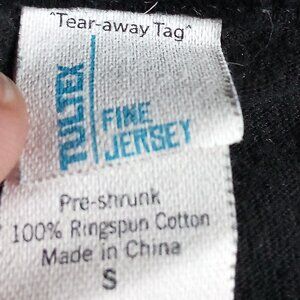 "Tear-away Tag"
TULTEX
FINE
JERSEY
Pre-shrunk
100% Ringspun Cotton
Made in China
S